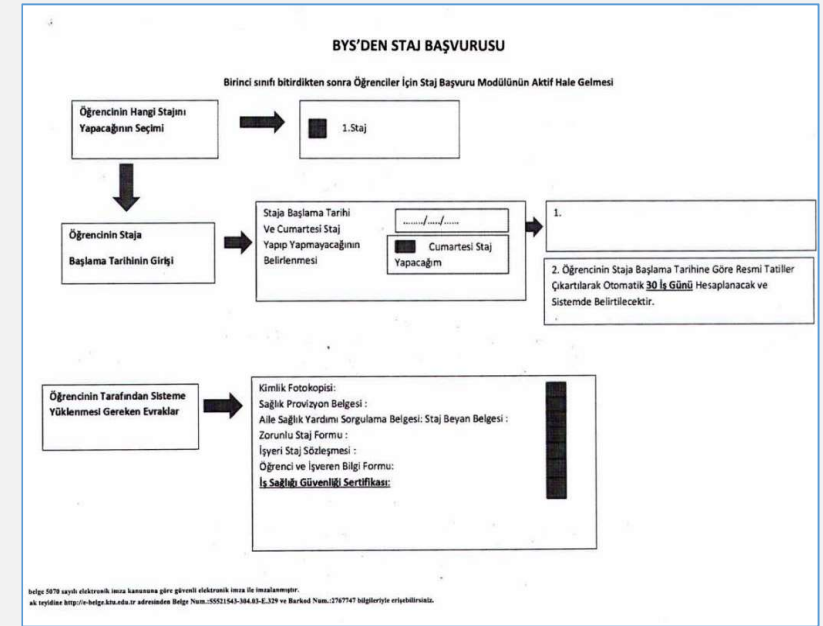 BYS'DEN STAJ BAŞVURUSU
Birinci sınıfı bitirdikten sonra Öğrenciler İçin Staj Başvuru Modülünün Aktif Hale Gelmesi
Öğrencinin Hangi Stajını
Yapacağının Seçimi
1.Staj
Öğrencinin Staja
Başlama Tarihinin Girişi
Staja Başlama Tarihi
Ve Cumartesi Staj
Yapıp Yapmayacağının
Belirlenmesi
......../...../......
Cumartesi Staj
Yapacağım
1.
2. Öğrencinin Staja Başlama Tarihine Göre Resmi Tatiller
Çıkartılarak Otomatik 30 İş Günü Hesaplanacak ve
Sistemde Belirtilecektir.
Öğrencinin Tarafından Sisteme
Yüklenmesi Gereken Evraklar
Kimlik Fotokopisi:
Sağlık Provizyon Belgesi :
Aile Sağlık Yardımı Sorgulama Belgesi: Staj Beyan Belgesi :
Zorunlu Staj Formu :
İşyeri Staj Sözleşmesi :
Öğrenci ve İşveren Bilgi Formu:
İş Sağlığı Güvenliği Sertifikası:
belge 5070 sayılı elektronik imza kanununa göre güvenli elektronik imza ile imzalanmıştır.
ak teyidine http://e-belge.ktu.edu.tr adresinden Belge Num.:55521543-304.03-E.329 ve Barkod Num.:2767747 bilgileriyle erişebilirsiniz.